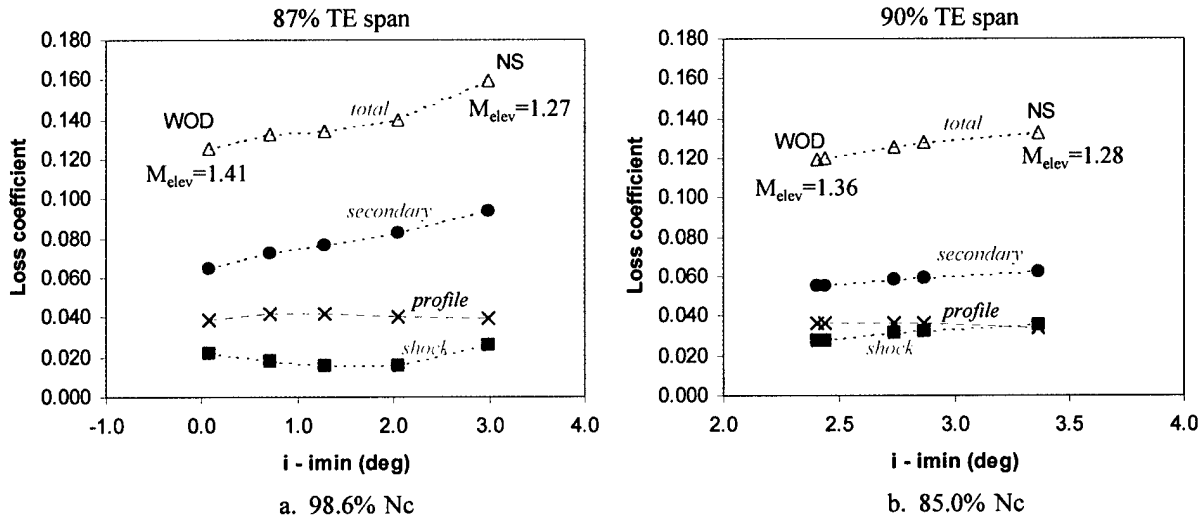 87% TE span
0.180
0.160
0.140
0.120
0.100
0.080
0.060
0.040
0.020
0.000
Loss coefficient
WOD
M_elev=1.41
total
NS
M_elev=1.27
secondary
profile
shock
-1.0 0.0 1.0 2.0 3.0 4.0
i - imin (deg)
a. 98.6% Nc
90% TE span
0.180
0.160
0.140
0.120
0.100
0.080
0.060
0.040
0.020
0.000
Loss coefficient
WOD
M_elev=1.36
total
NS
M_elev=1.28
secondary
profile
shock
2.0 2.5 3.0 3.5 4.0
i - imin (deg)
b. 85.0% Nc